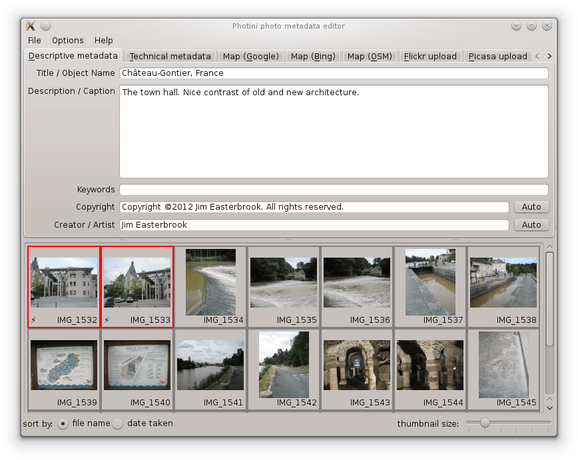 Photini photo metadata editor
File Options Help
Descriptive metadata Technical metadata Map (Google) Map (Bing) Map (OSM) Flickr upload Picasa upload
Title / Object Name Château-Gontier, France
Description / Caption The town hall. Nice contrast of old and new architecture.
Keywords
Copyright Copyright ©2012 Jim Easterbrook. All rights reserved. Auto
Creator / Artist Jim Easterbrook Auto
IMG_1532 IMG_1533 IMG_1534 IMG_1535 IMG_1536 IMG_1537 IMG_1538
IMG_1539 IMG_1540 IMG_1541 IMG_1542 IMG_1543 IMG_1544 IMG_1545
sort by: file name date taken thumbnail size: